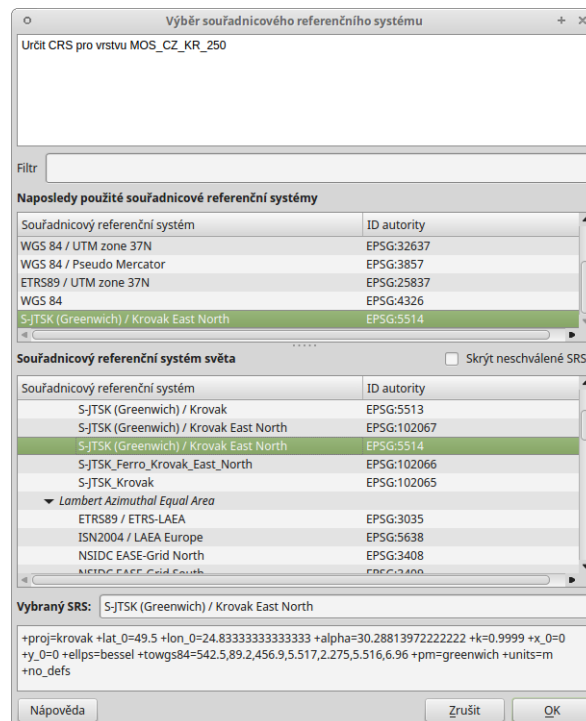 Výběr souřadnicového referenčního systému
Určit CRS pro vrstvu MOS_CZ_KR_250
Filtr
Naposledy použité souřadnicové referenční systémy
Souřadnicový referenční systém ID autority
WGS 84 / UTM zone 37N EPSG:32637
WGS 84 / Pseudo Mercator EPSG:3857
ETRS89 / UTM zone 37N EPSG:25837
WGS 84 EPSG:4326
S-JTSK (Greenwich) / Krovak East North EPSG:5514
Souřadnicový referenční systém světa Skrýt neschválené SRS
Souřadnicový referenční systém ID autority
S-JTSK (Greenwich) / Krovak EPSG:5513
S-JTSK (Greenwich) / Krovak East North EPSG:102067
S-JTSK (Greenwich) / Krovak East North EPSG:5514
S-JTSK_Ferro_Krovak_East_North EPSG:102066
S-JTSK_Krovak EPSG:102065
Lambert Azimuthal Equal Area
ETRS89 / ETRS-LAEA EPSG:3035
ISN2004 / LAEA Europe EPSG:5638
NSIDC EASE-Grid North EPSG:3408
NSIDC EASE-Grid South EPSG:3409
Vybraný SRS: S-JTSK (Greenwich) / Krovak East North
+proj=krovak +lat_0=49.5 +lon_0=24.83333333333333 +alpha=30.28813972222222 +k=0.9999 +x_0=0
+y_0=0 +ellps=bessel +towgs84=542.5,89.2,456.9,5.517,2.275,5.516,6.96 +pm=greenwich +units=m
+no_defs
Nápověda Zrušit OK